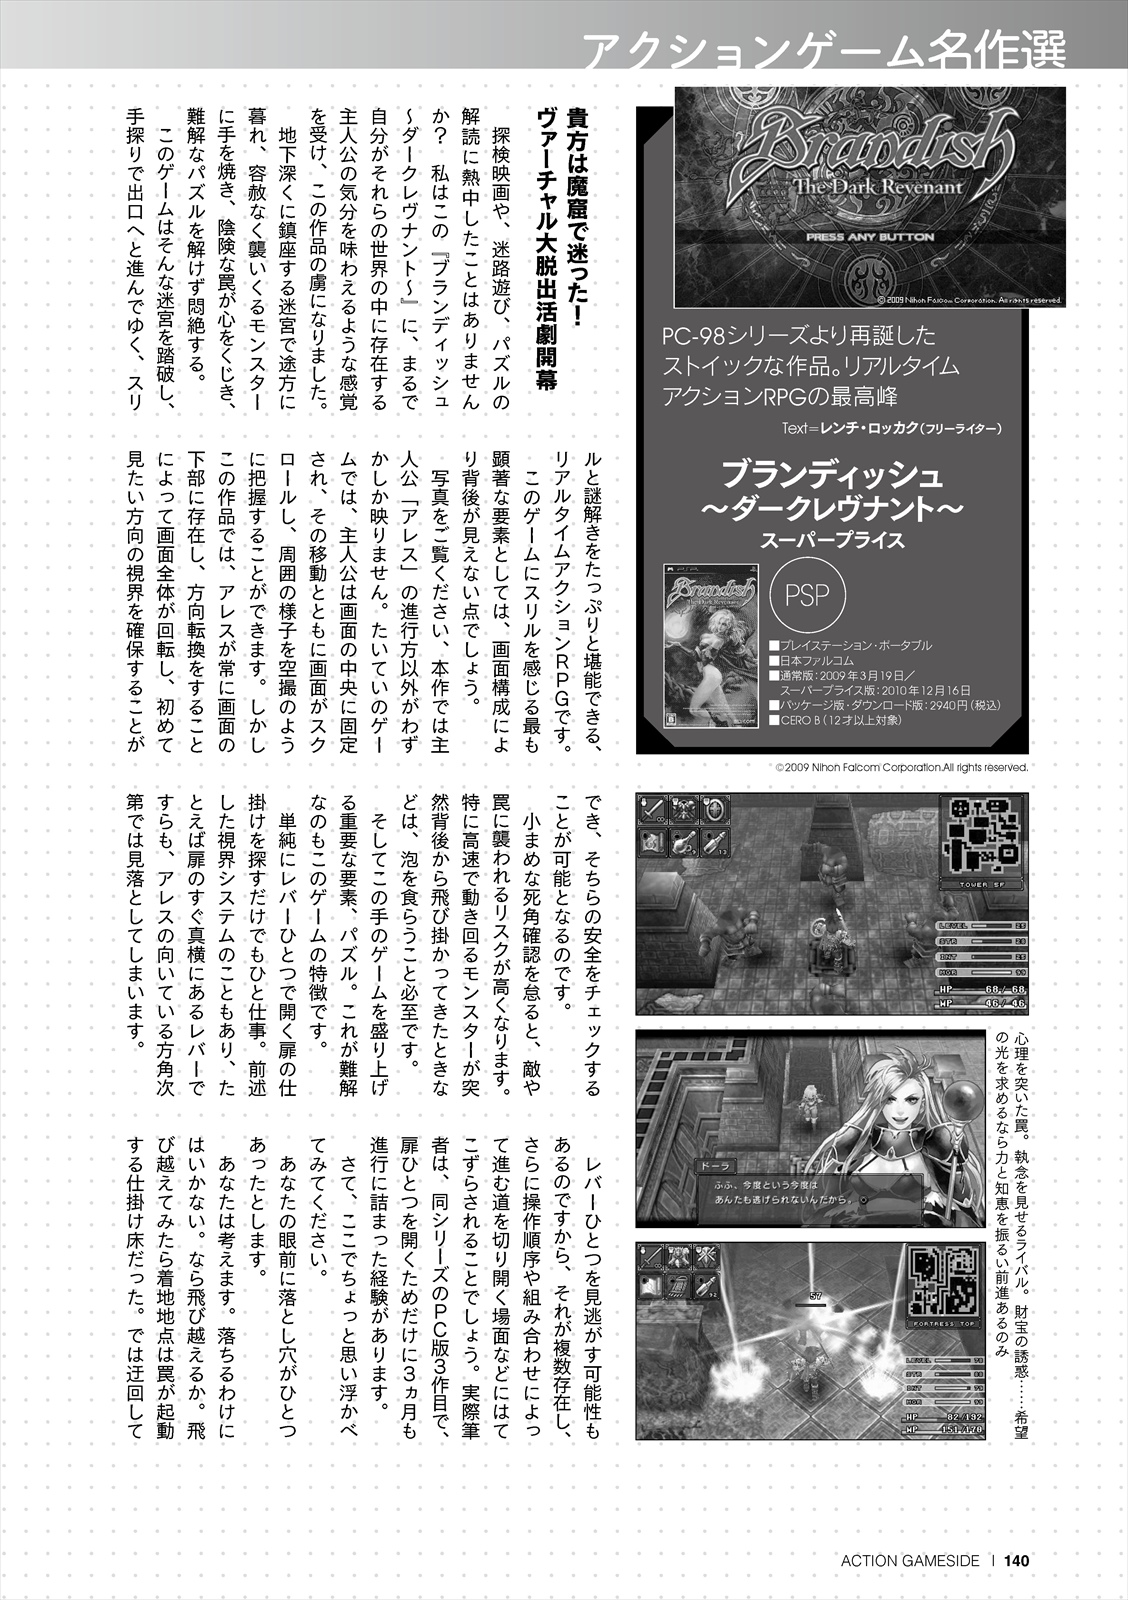 アクションゲーム名作選
Brandish
The Dark Revenant
PRESS ANY BUTTON
© 2009 Nihon Falcom Corporation. All rights reserved.
PC-98シリーズより再誕した
ストイックな作品。リアルタイム
アクションRPGの最高峰
Text=レンチ・ロッカク（フリーライター）
ブランディッシュ
〜ダークレヴナント〜
スーパープライス
PSP
Brandish
The Dark Revenant
■プレイステーション・ポータブル
■日本ファルコム
■通常版：2009年3月19日／
スーパープライス版：2010年12月16日
■パッケージ版・ダウンロード版：2940円（税込）
■CERO B（12才以上対象）
©2009 Nihon Falcom Corporation.All rights reserved.
貴方は魔窟で迷った！
ヴァーチャル大脱出活劇開幕
探検映画や、迷路遊び、パズルの
解読に熱中したことはありません
か？　私はこの『ブランディッシュ
〜ダークレヴナント〜』に、まるで
自分がそれらの世界の中に存在する
主人公の気分を味わえるような感覚
を受け、この作品の虜になりました。
地下深くに鎮座する迷宮で途方に
暮れ、容赦なく襲いくるモンスター
に手を焼き、陰険な罠が心をくじき、
難解なパズルを解けず悶絶する。
このゲームはそんな迷宮を踏破し、
手探りで出口へと進んでゆく、スリ
ルと謎解きをたっぷりと堪能できる、
リアルタイムアクションＲＰＧです。
このゲームにスリルを感じる最も
顕著な要素としては、画面構成によ
り背後が見えない点でしょう。
写真をご覧ください、本作では主
人公「アレス」の進行方以外がわず
かしか映りません。たいていのゲー
ムでは、主人公は画面の中央に固定
され、その移動とともに画面がスク
ロールし、周囲の様子を空撮のよう
に把握することができます。しかし
この作品では、アレスが常に画面の
下部に存在し、方向転換をすること
によって画面全体が回転し、初めて
見たい方向の視界を確保することが
でき、そちらの安全をチェックする
ことが可能となるのです。
小まめな死角確認を怠ると、敵や
罠に襲われるリスクが高くなります。
特に高速で動き回るモンスターが突
然背後から飛び掛かってきたときな
どは、泡を食らうこと必至です。
そしてこの手のゲームを盛り上げ
る重要な要素、パズル。これが難解
なのもこのゲームの特徴です。
単純にレバーひとつで開く扉の仕
掛けを探すだけでもひと仕事。前述
した視界システムのこともあり、た
とえば扉のすぐ真横にあるレバーで
すらも、アレスの向いている方角次
第では見落としてしまいます。
レバーひとつを見逃がす可能性も
あるのですから、それが複数存在し、
さらに操作順序や組み合わせによっ
て進む道を切り開く場面などにはて
こずらされることでしょう。実際筆
者は、同シリーズのＰＣ版３作目で、
扉ひとつを開くためだけに３ヵ月も
進行に詰まった経験があります。
さて、ここでちょっと思い浮かべ
てみてください。
あなたの眼前に落とし穴がひとつ
あったとします。
あなたは考えます。落ちるわけに
はいかない。なら飛び越えるか。飛
び越えてみたら着地地点は罠が起動
する仕掛け床だった。では迂回して
TOWER 5F
LEVEL
STR
INT
MGR
HP 68/ 68
MP 46/ 46
ドーラ
ふふ、今度という今度は
あんたも逃げられないんだから。
心理を突いた罠。執念を見せるライバル。財宝の誘惑……希望
の光を求めるなら力と知恵を振るい前進あるのみ
57
FORTRESS TOP
LEVEL
STR
INT
MGR
HP 82/192
MP 151/170
ACTION GAMESIDE | 140